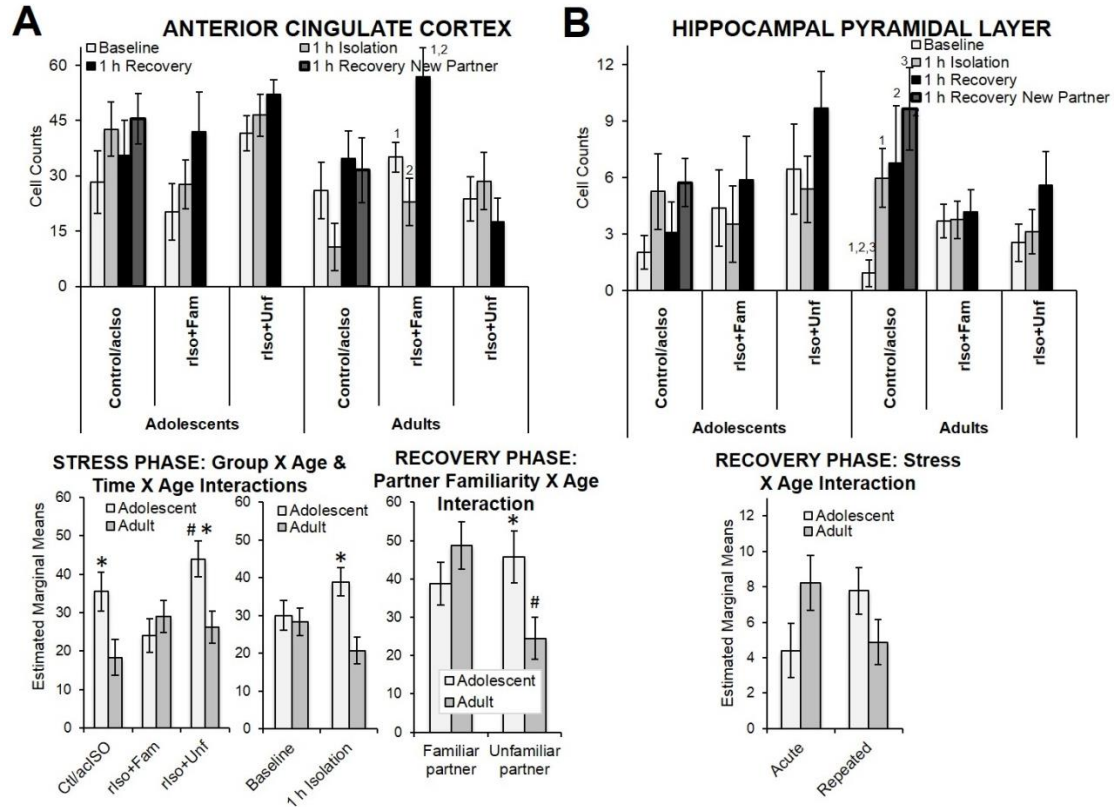 A
ANTERIOR CINGULATE CORTEX
Baseline
1 h Isolation
1 h Recovery
1 h Recovery New Partner
1,2
60
45
30
15
0
Cell Counts
1
2
Control/acIso
rIso+Fam
rIso+Unf
Control/acIso
rIso+Fam
rIso+Unf
Adolescents
Adults
B
HIPPOCAMPAL PYRAMIDAL LAYER
Baseline
1 h Isolation
1 h Recovery
1 h Recovery New Partner
12
9
6
3
0
Cell Counts
1,2,3
1
2
3
Control/acIso
rIso+Fam
rIso+Unf
Control/acIso
rIso+Fam
rIso+Unf
Adolescents
Adults
STRESS PHASE: Group X Age &
Time X Age Interactions
60
50
40
30
20
10
0
Estimated Marginal Means
Adolescent
Adult
*
# *
Ctl/acISO
rIso+Fam
rIso+Unf
60
50
40
30
20
10
0
Adolescent
Adult
*
Baseline
1 h Isolation
RECOVERY PHASE:
Partner Familiarity X Age
Interaction
60
50
40
30
20
10
0
*
#
Adolescent
Adult
Familiar
partner
Unfamiliar
partner
RECOVERY PHASE: Stress
X Age Interaction
12
10
8
6
4
2
0
Estimated Marginal Means
Adolescent
Adult
Acute
Repeated